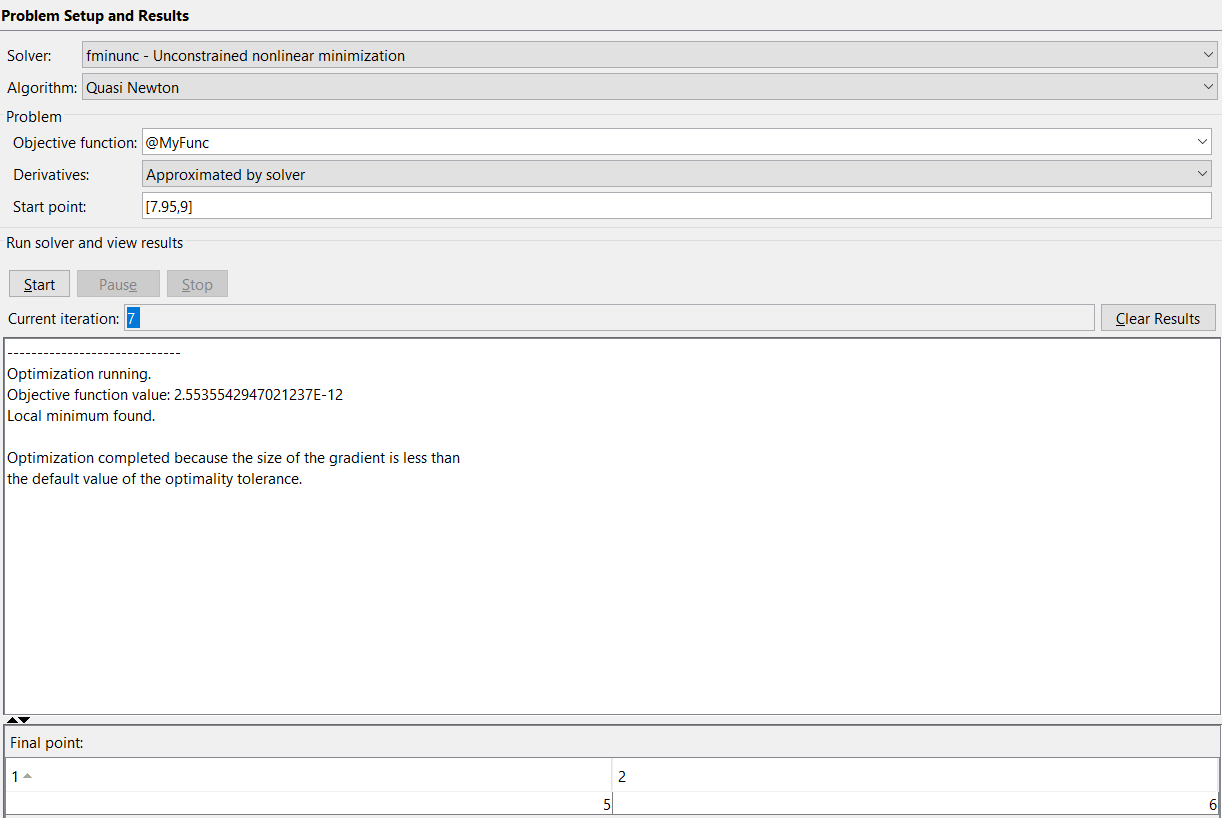 Problem Setup and Results
Solver: fminunc - Unconstrained nonlinear minimization
Algorithm: Quasi Newton
Problem
Objective function: @MyFunc
Derivatives: Approximated by solver
Start point: [7.95,9]
Run solver and view results
Start Pause Stop
Current iteration: 7 Clear Results
-----------------------------
Optimization running.
Objective function value: 2.5535542947021237E-12
Local minimum found.
Optimization completed because the size of the gradient is less than
the default value of the optimality tolerance.
Final point:
1 2
5 6